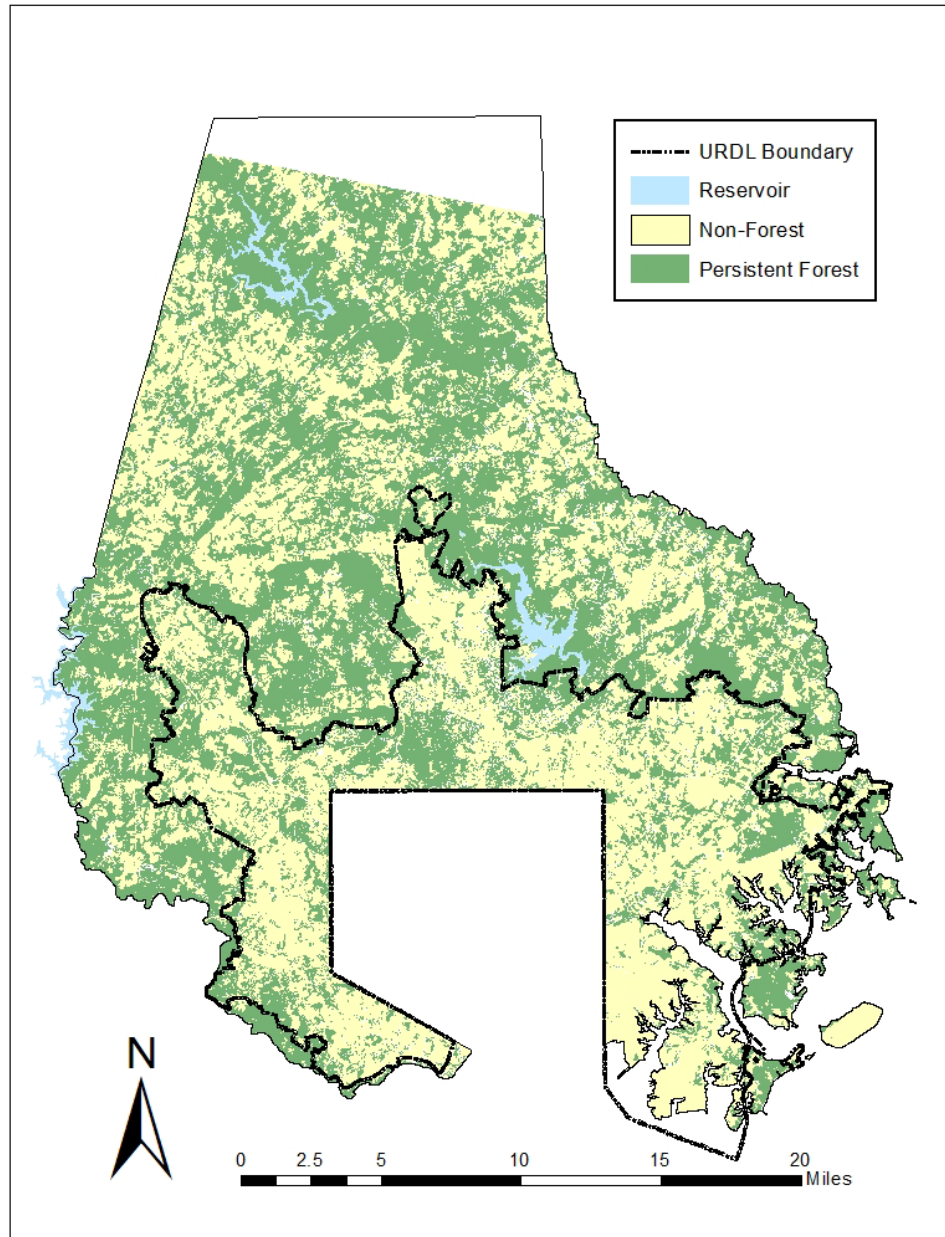 URDL Boundary
Reservoir
Non-Forest
Persistent Forest
N
0 2.5 5 10 15 20
Miles